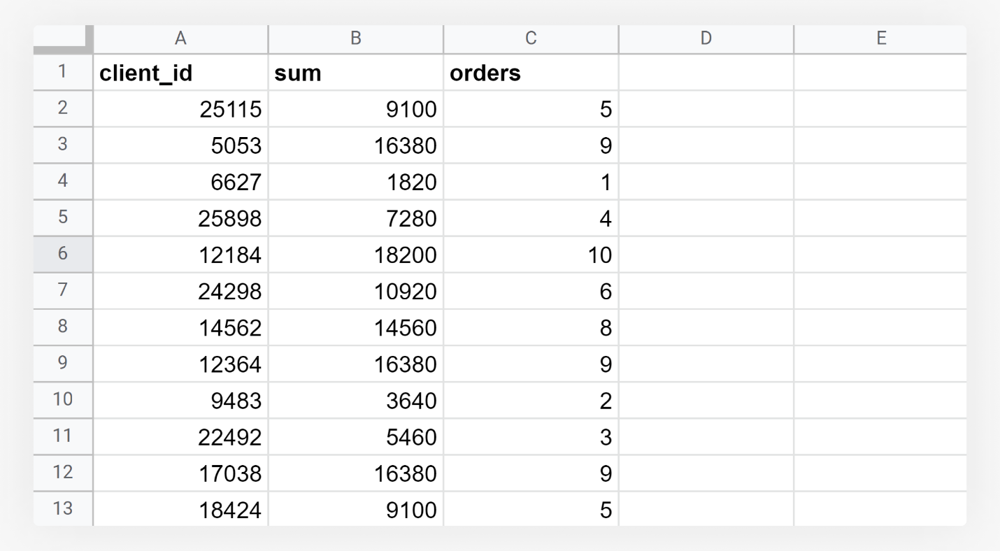 A B C D E
1 client_id sum orders
2 25115 9100 5
3 5053 16380 9
4 6627 1820 1
5 25898 7280 4
6 12184 18200 10
7 24298 10920 6
8 14562 14560 8
9 12364 16380 9
10 9483 3640 2
11 22492 5460 3
12 17038 16380 9
13 18424 9100 5